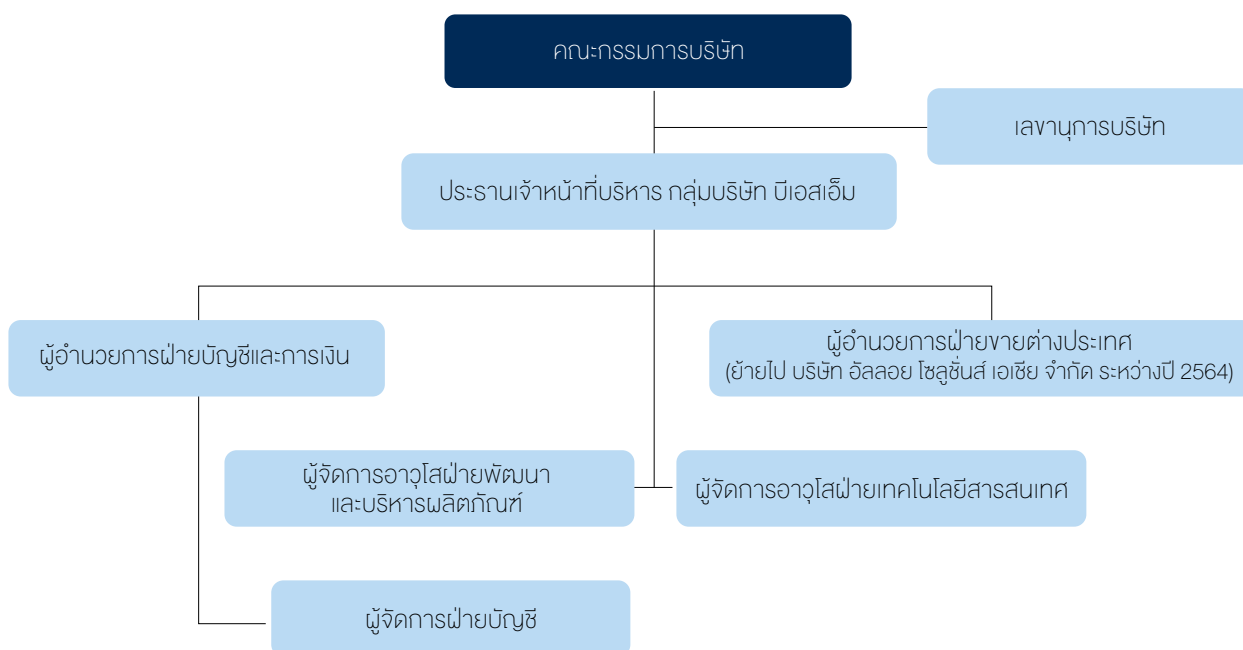 คณะกรรมการบริษัท
เลขานุการบริษัท
ประธานเจ้าหน้าที่บริหาร กลุ่มบริษัท บีเอสเอ็ม
ผู้อำนวยการฝ่ายบัญชีและการเงิน
ผู้อำนวยการฝ่ายขายต่างประเทศ
(ย้ายไป บริษัท อัลลอย โซลูชั่นส์ เอเชีย จำกัด ระหว่างปี 2564)
ผู้จัดการอาวุโสฝ่ายพัฒนา
และบริหารผลิตภัณฑ์
ผู้จัดการอาวุโสฝ่ายเทคโนโลยีสารสนเทศ
ผู้จัดการฝ่ายบัญชี